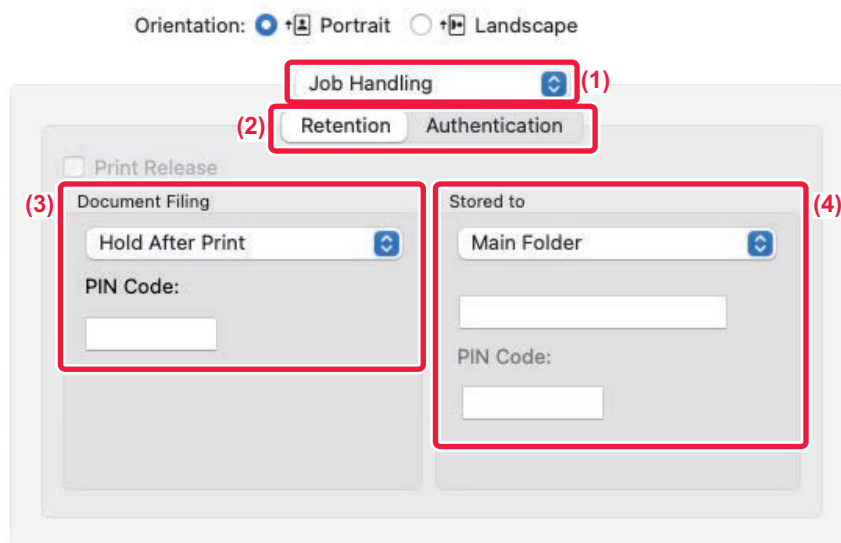 Orientation: Portrait Landscape
Job Handling (1)
(2) Retention Authentication
Print Release
(3) Document Filing Stored to (4)
Hold After Print Main Folder
PIN Code:
PIN Code: